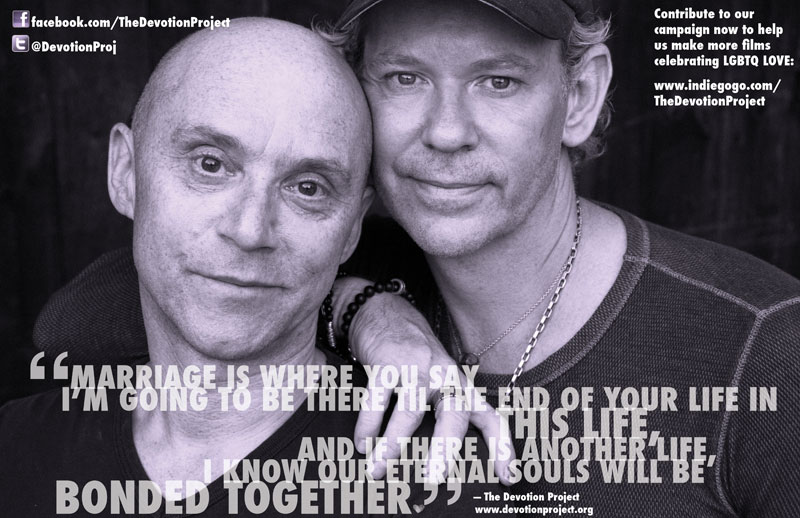 facebook.com/TheDevotionProject
@DevotionProj
Contribute to our
campaign now to help
us make more films
celebrating LGBTQ LOVE:
www.indiegogo.com/
TheDevotionProject
“MARRIAGE IS WHERE YOU SAY
I’M GOING TO BE THERE TIL THE END OF YOUR LIFE IN
THIS LIFE,
AND IF THERE IS ANOTHER LIFE,
I KNOW OUR ETERNAL SOULS WILL BE
BONDED TOGETHER.”
— The Devotion Project
www.devotionproject.org